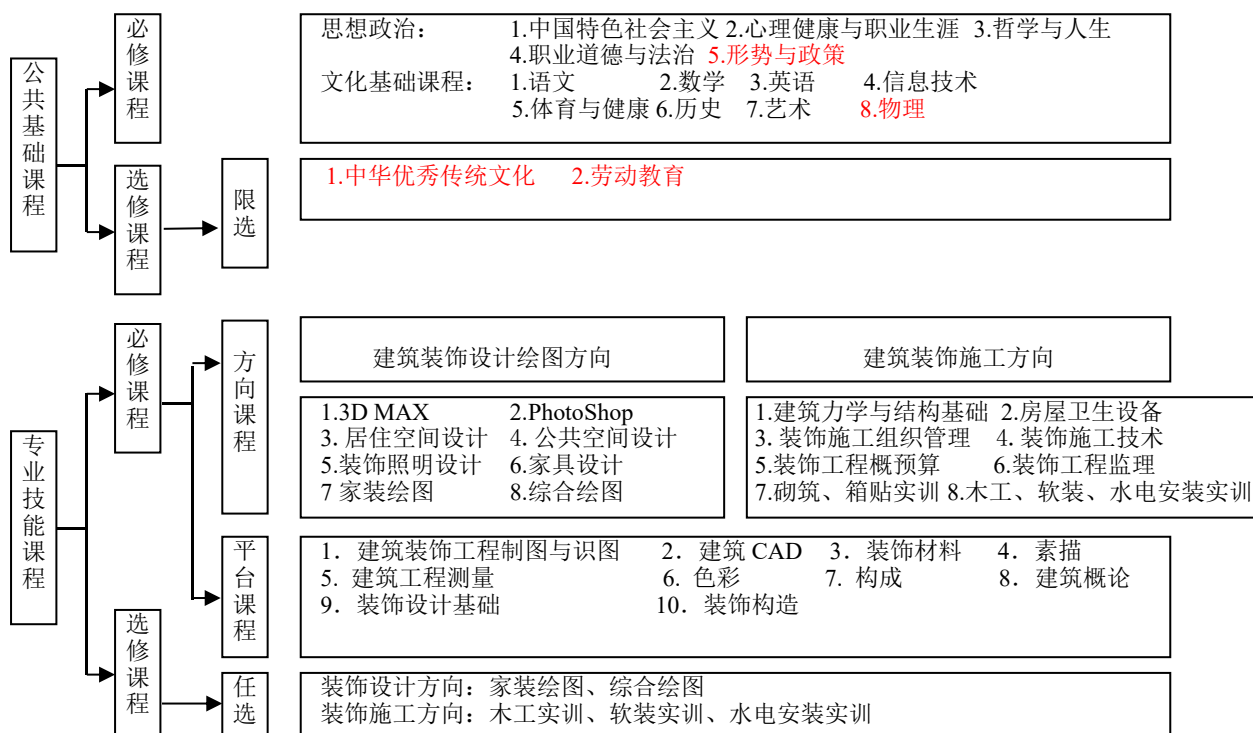 公共基础课程
必修课程
思想政治： 1.中国特色社会主义 2.心理健康与职业生涯 3.哲学与人生
4.职业道德与法治 5.形势与政策
文化基础课程： 1.语文 2.数学 3.英语 4.信息技术
5.体育与健康 6.历史 7.艺术 8.物理
选修课程
限选
1.中华优秀传统文化 2.劳动教育
专业技能课程
必修课程
方向课程
建筑装饰设计绘图方向
1.3D MAX 2.PhotoShop
3. 居住空间设计 4. 公共空间设计
5.装饰照明设计 6.家具设计
7 家装绘图 8.综合绘图
建筑装饰施工方向
1.建筑力学与结构基础 2.房屋卫生设备
3. 装饰施工组织管理 4. 装饰施工技术
5.装饰工程概预算 6.装饰工程监理
7.砌筑、箱贴实训 8.木工、软装、水电安装实训
平台课程
1．建筑装饰工程制图与识图 2．建筑 CAD 3．装饰材料 4．素描
5．建筑工程测量 6．色彩 7．构成 8．建筑概论
9．装饰设计基础 10．装饰构造
选修课程
任选
装饰设计方向：家装绘图、综合绘图
装饰施工方向：木工实训、软装实训、水电安装实训